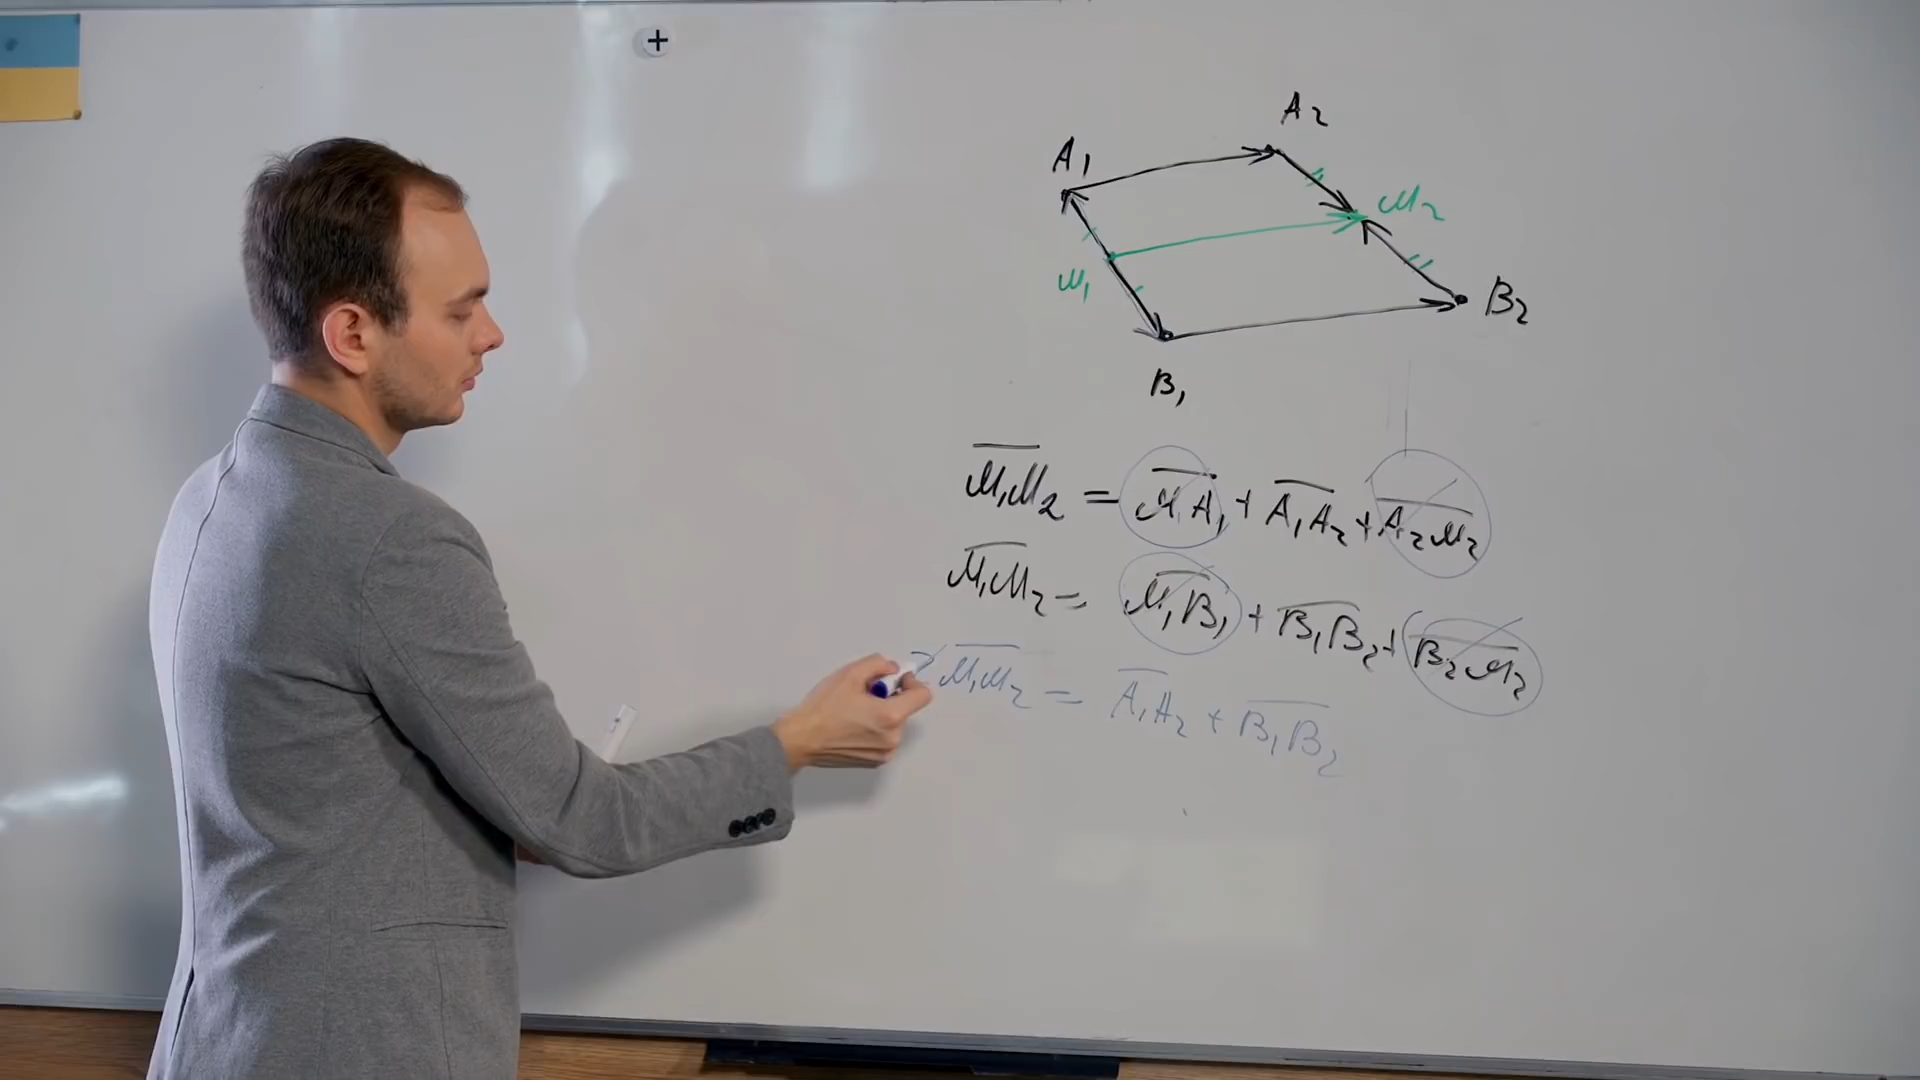 +
A₂
A₁
M₂
M₁
B₂
B₁
M₁M₂ = M₁A₁ + A₁A₂ + A₂M₂
M₁M₂ = M₁B₁ + B₁B₂ + B₂M₂
2M₁M₂ = A₁A₂ + B₁B₂